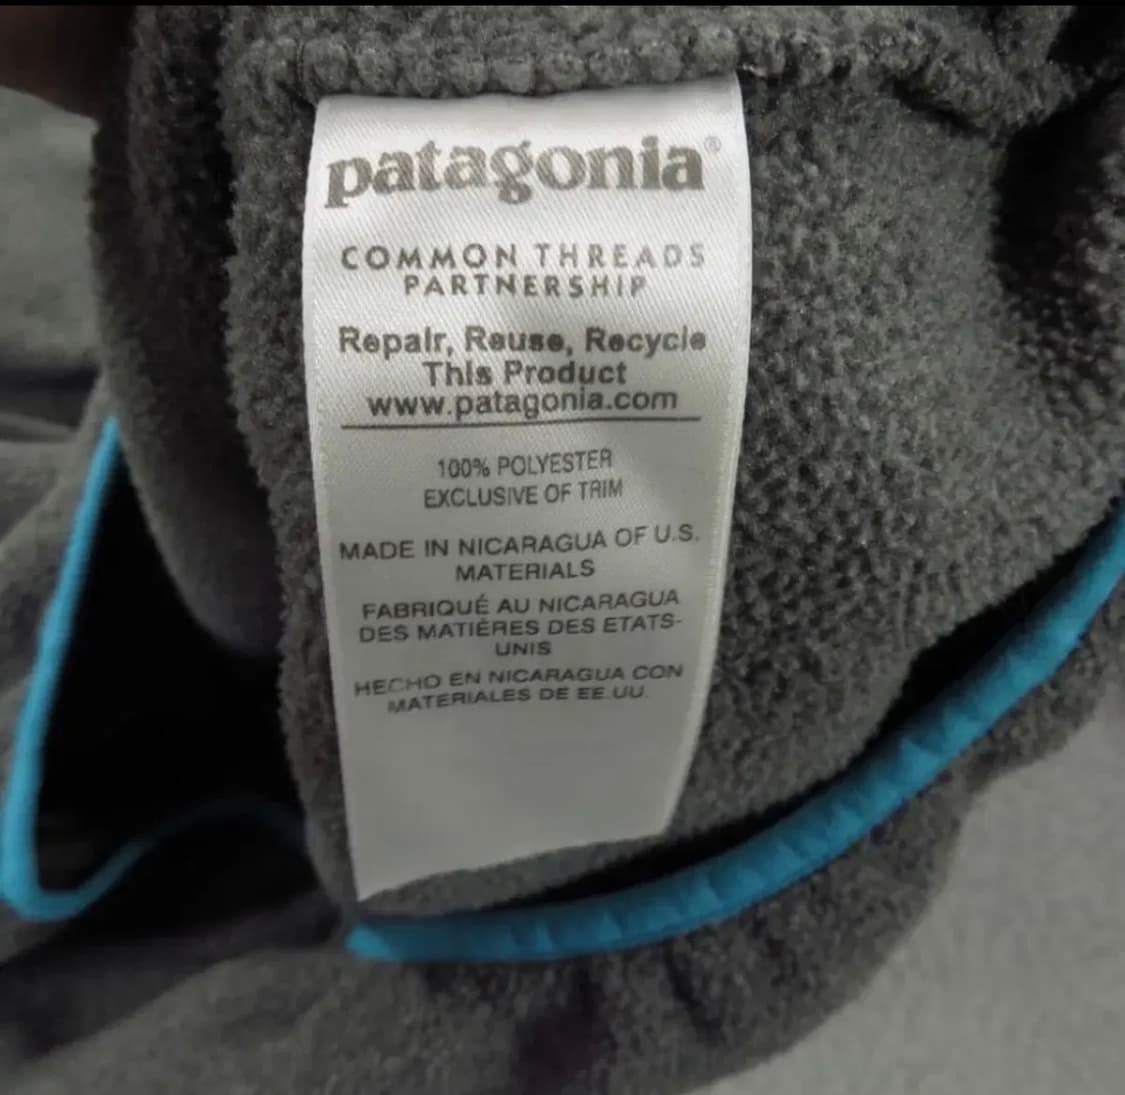 patagonia®
COMMON THREADS
PARTNERSHIP
Repair, Reuse, Recycle
This Product
www.patagonia.com
100% POLYESTER
EXCLUSIVE OF TRIM
MADE IN NICARAGUA OF U.S.
MATERIALS
FABRIQUÉ AU NICARAGUA
DES MATIÈRES DES ETATS-
UNIS
HECHO EN NICARAGUA CON
MATERIALES DE EE.UU.